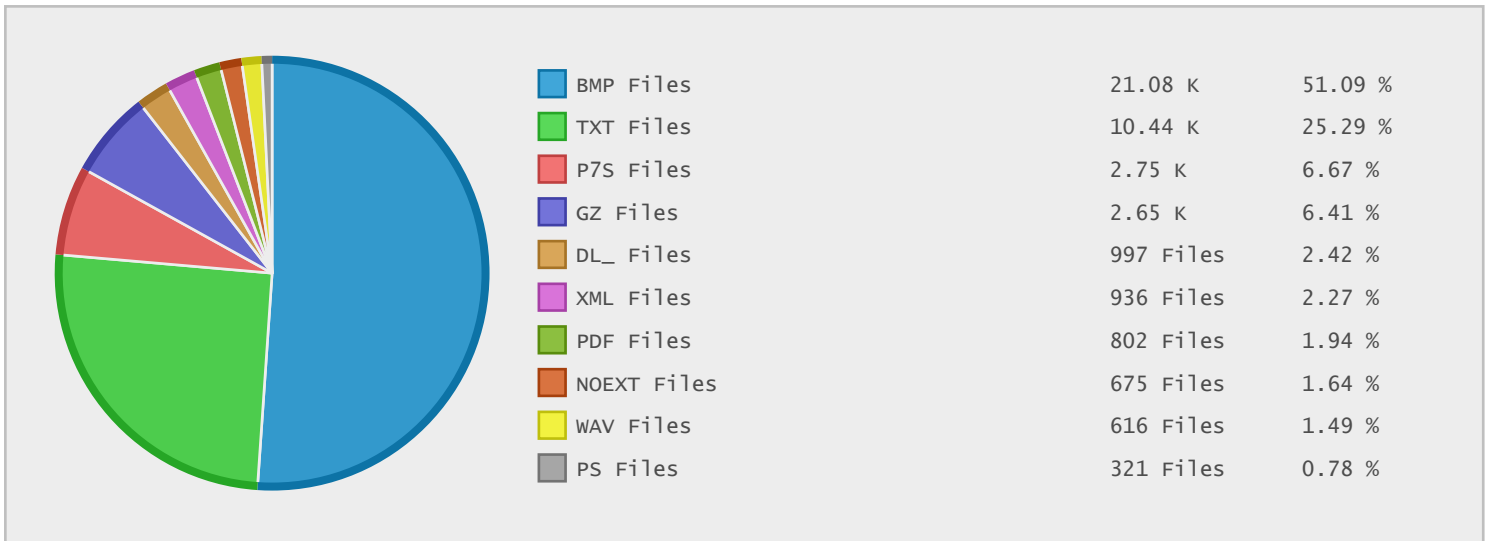 BMP Files 21.08 K 51.09 %
TXT Files 10.44 K 25.29 %
P7S Files 2.75 K 6.67 %
GZ Files 2.65 K 6.41 %
DL_ Files 997 Files 2.42 %
XML Files 936 Files 2.27 %
PDF Files 802 Files 1.94 %
NOEXT Files 675 Files 1.64 %
WAV Files 616 Files 1.49 %
PS Files 321 Files 0.78 %